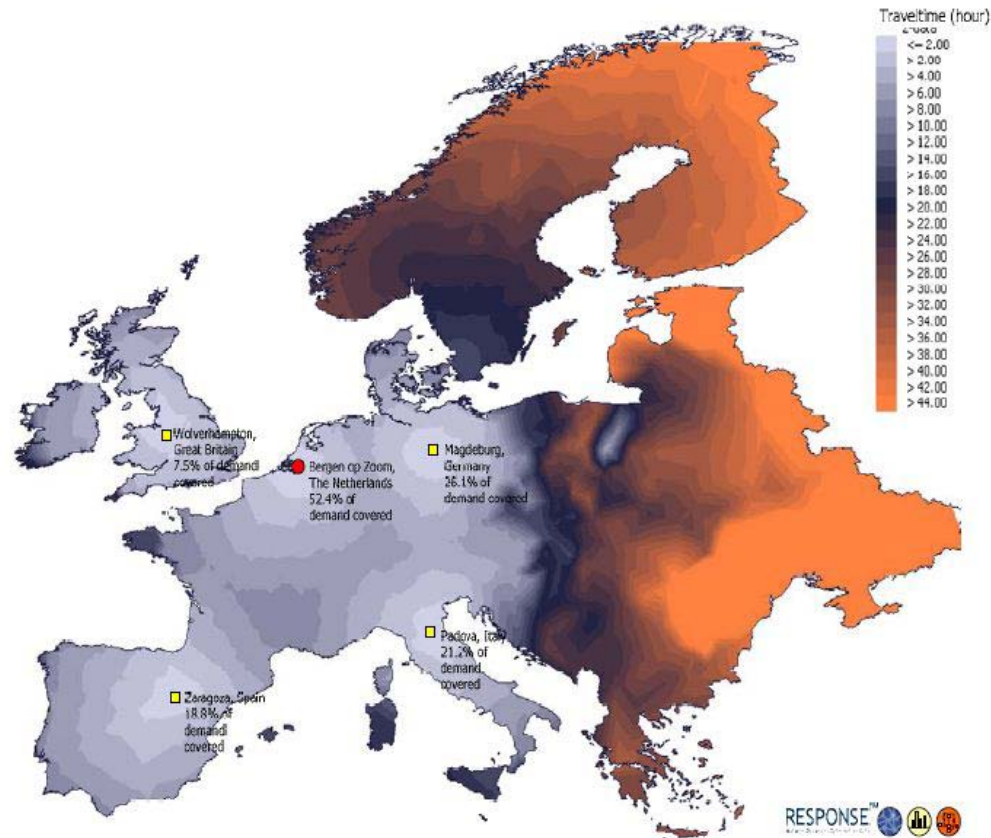 Traveltime (hour)
<= 2.00
> 2.00
> 4.00
> 6.00
> 8.00
> 10.00
> 12.00
> 14.00
> 16.00
> 18.00
> 20.00
> 22.00
> 24.00
> 26.00
> 28.00
> 30.00
> 32.00
> 34.00
> 36.00
> 38.00
> 40.00
> 42.00
> 44.00
Wolverhampton,
Great Britain
7.5% of demand
covered
Bergen op Zoom,
The Netherlands
52.4% of
demand covered
Magdeburg,
Germany
26.1% of
demand covered
Padova, Italy
21.2% of
demand
covered
Zaragoza, Spain
18.8% of
demand
covered
RESPONSE™